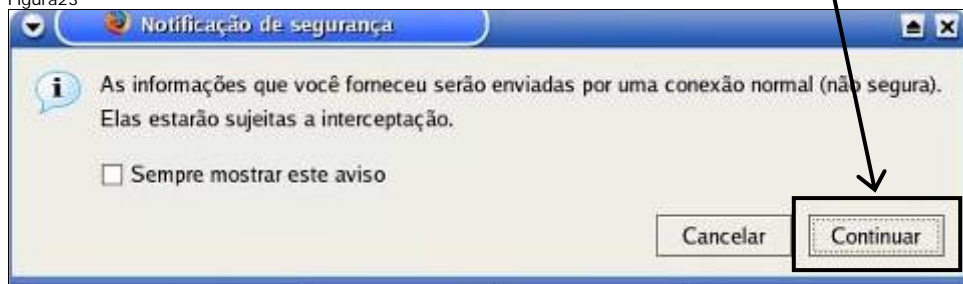 Figura23
Notificação de segurança
As informações que você forneceu serão enviadas por uma conexão normal (não segura).
Elas estarão sujeitas a interceptação.
Sempre mostrar este aviso
Cancelar
Continuar